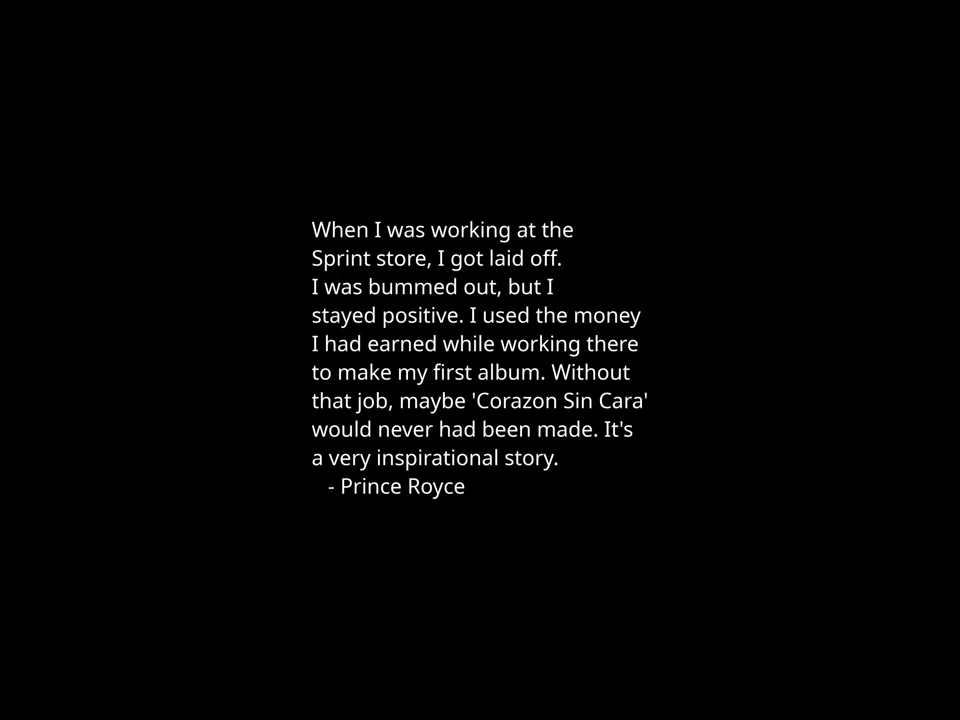 When I was working at the
Sprint store, I got laid off.
I was bummed out, but I
stayed positive. I used the money
I had earned while working there
to make my first album. Without
that job, maybe 'Corazon Sin Cara'
would never had been made. It's
a very inspirational story.
- Prince Royce